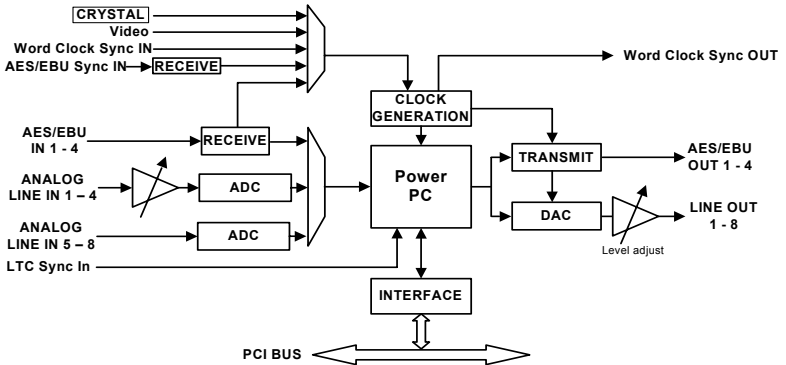 CRYSTAL
Video
Word Clock Sync IN
AES/EBU Sync IN
RECEIVE
Word Clock Sync OUT
CLOCK
GENERATION
AES/EBU
IN 1 - 4
RECEIVE
ANALOG
LINE IN 1 – 4
ADC
ANALOG
LINE IN 5 – 8
ADC
LTC Sync In
Power
PC
TRANSMIT
AES/EBU
OUT 1 - 4
DAC
LINE OUT
1 - 8
Level adjust
INTERFACE
PCI BUS